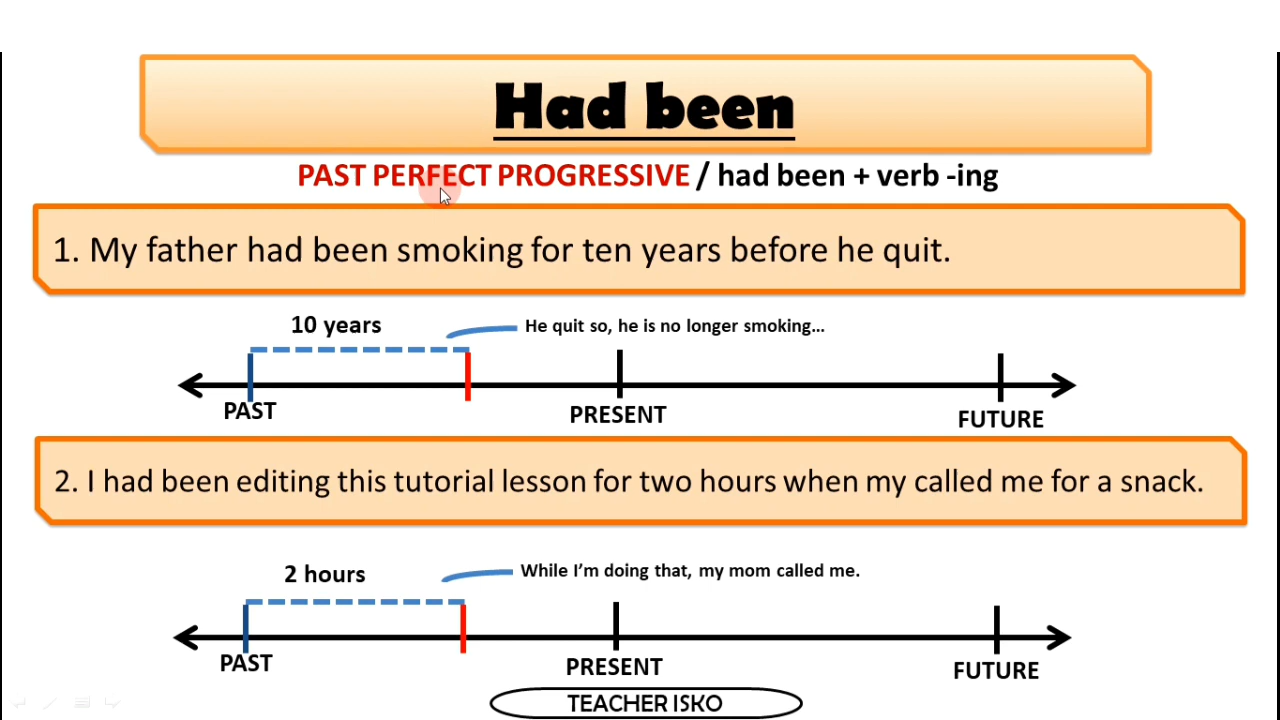 Had been
PAST PERFECT PROGRESSIVE / had been + verb -ing
1. My father had been smoking for ten years before he quit.
10 years
He quit so, he is no longer smoking...
PAST
PRESENT
FUTURE
2. I had been editing this tutorial lesson for two hours when my called me for a snack.
2 hours
While I'm doing that, my mom called me.
PAST
PRESENT
FUTURE
TEACHER ISKO